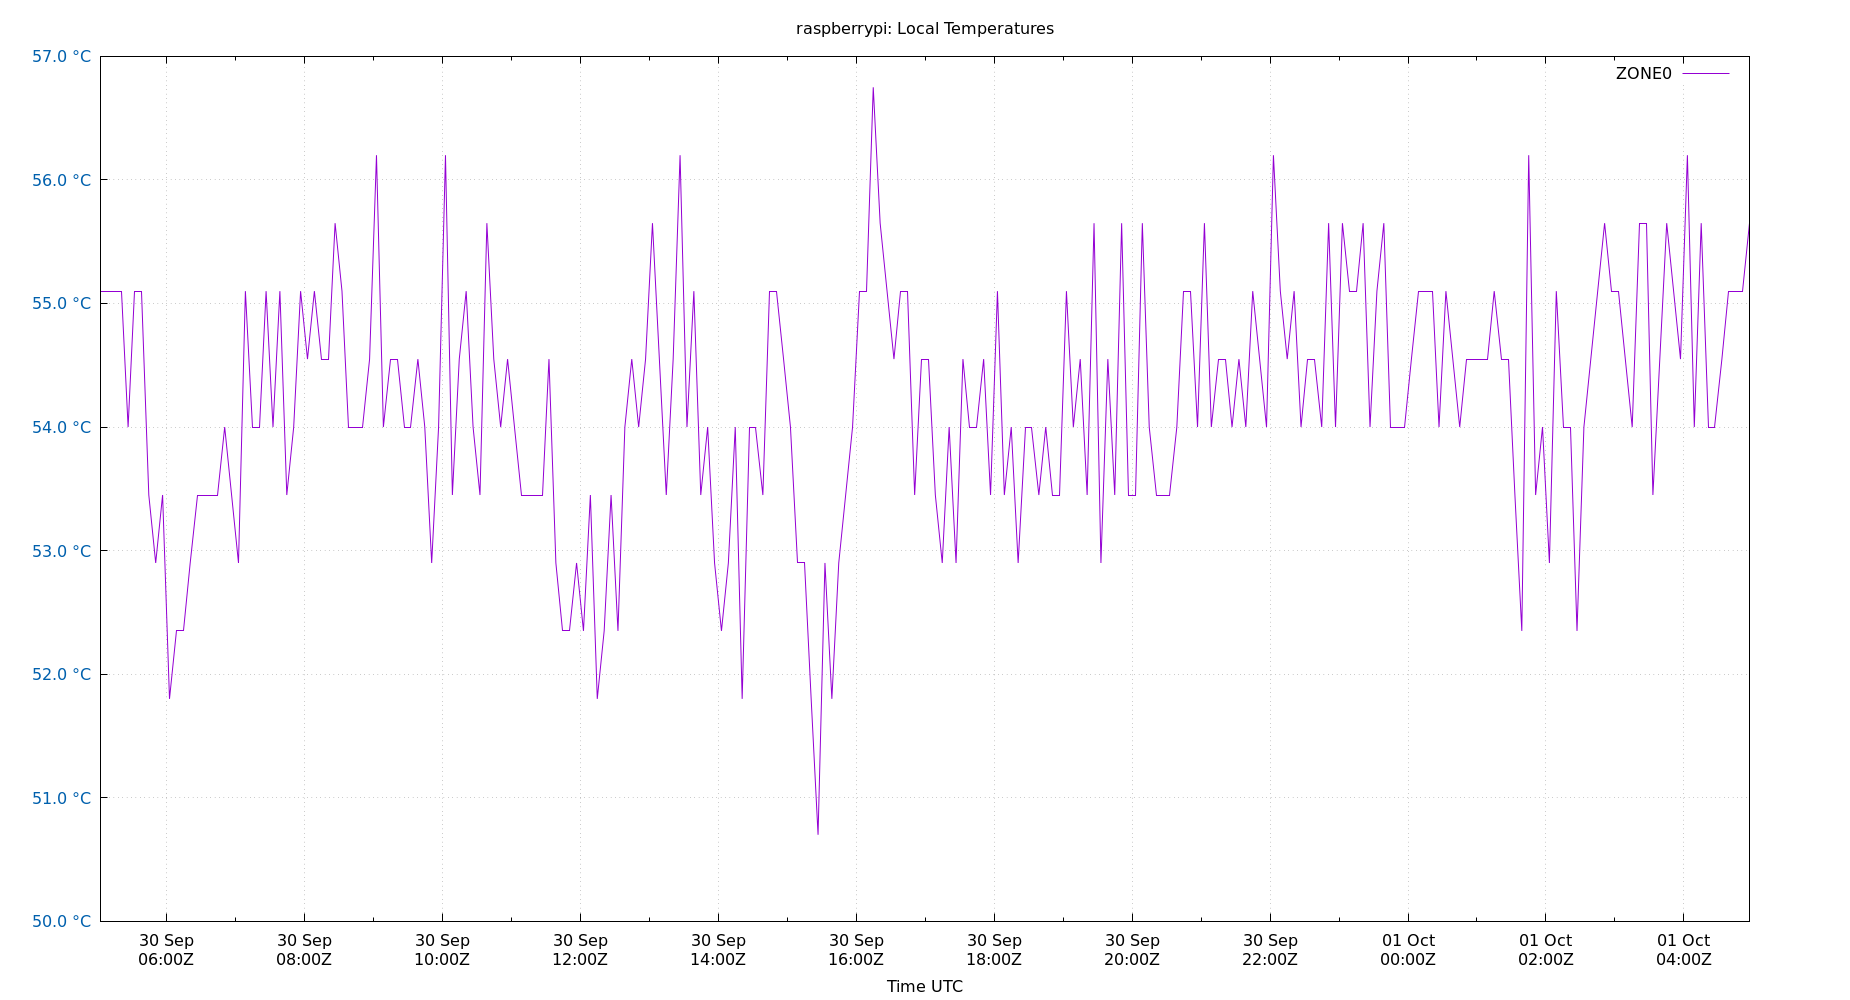 raspberrypi: Local Temperatures
57.0 °C
56.0 °C
55.0 °C
54.0 °C
53.0 °C
52.0 °C
51.0 °C
50.0 °C
ZONE0
30 Sep 30 Sep 30 Sep 30 Sep 30 Sep 30 Sep 30 Sep 30 Sep 30 Sep 01 Oct 01 Oct 01 Oct
06:00Z 08:00Z 10:00Z 12:00Z 14:00Z 16:00Z 18:00Z 20:00Z 22:00Z 00:00Z 02:00Z 04:00Z
Time UTC